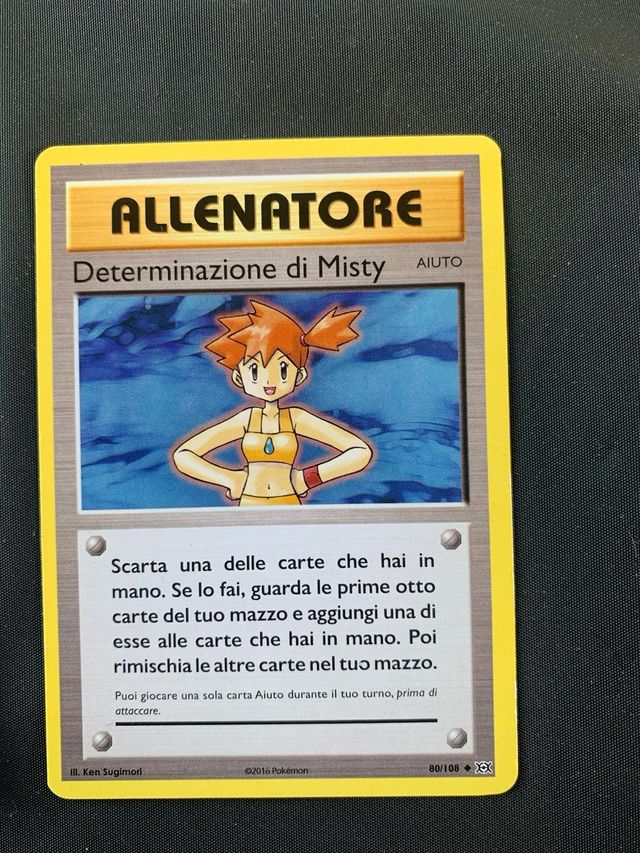 ALLENATORE
Determinazione di Misty AIUTO
Scarta una delle carte che hai in
mano. Se lo fai, guarda le prime otto
carte del tuo mazzo e aggiungi una di
esse alle carte che hai in mano. Poi
rimischia le altre carte nel tuo mazzo.
Puoi giocare una sola carta Aiuto durante il tuo turno, prima di
attaccare.
Ill. Ken Sugimori ©2016 Pokémon 80/108